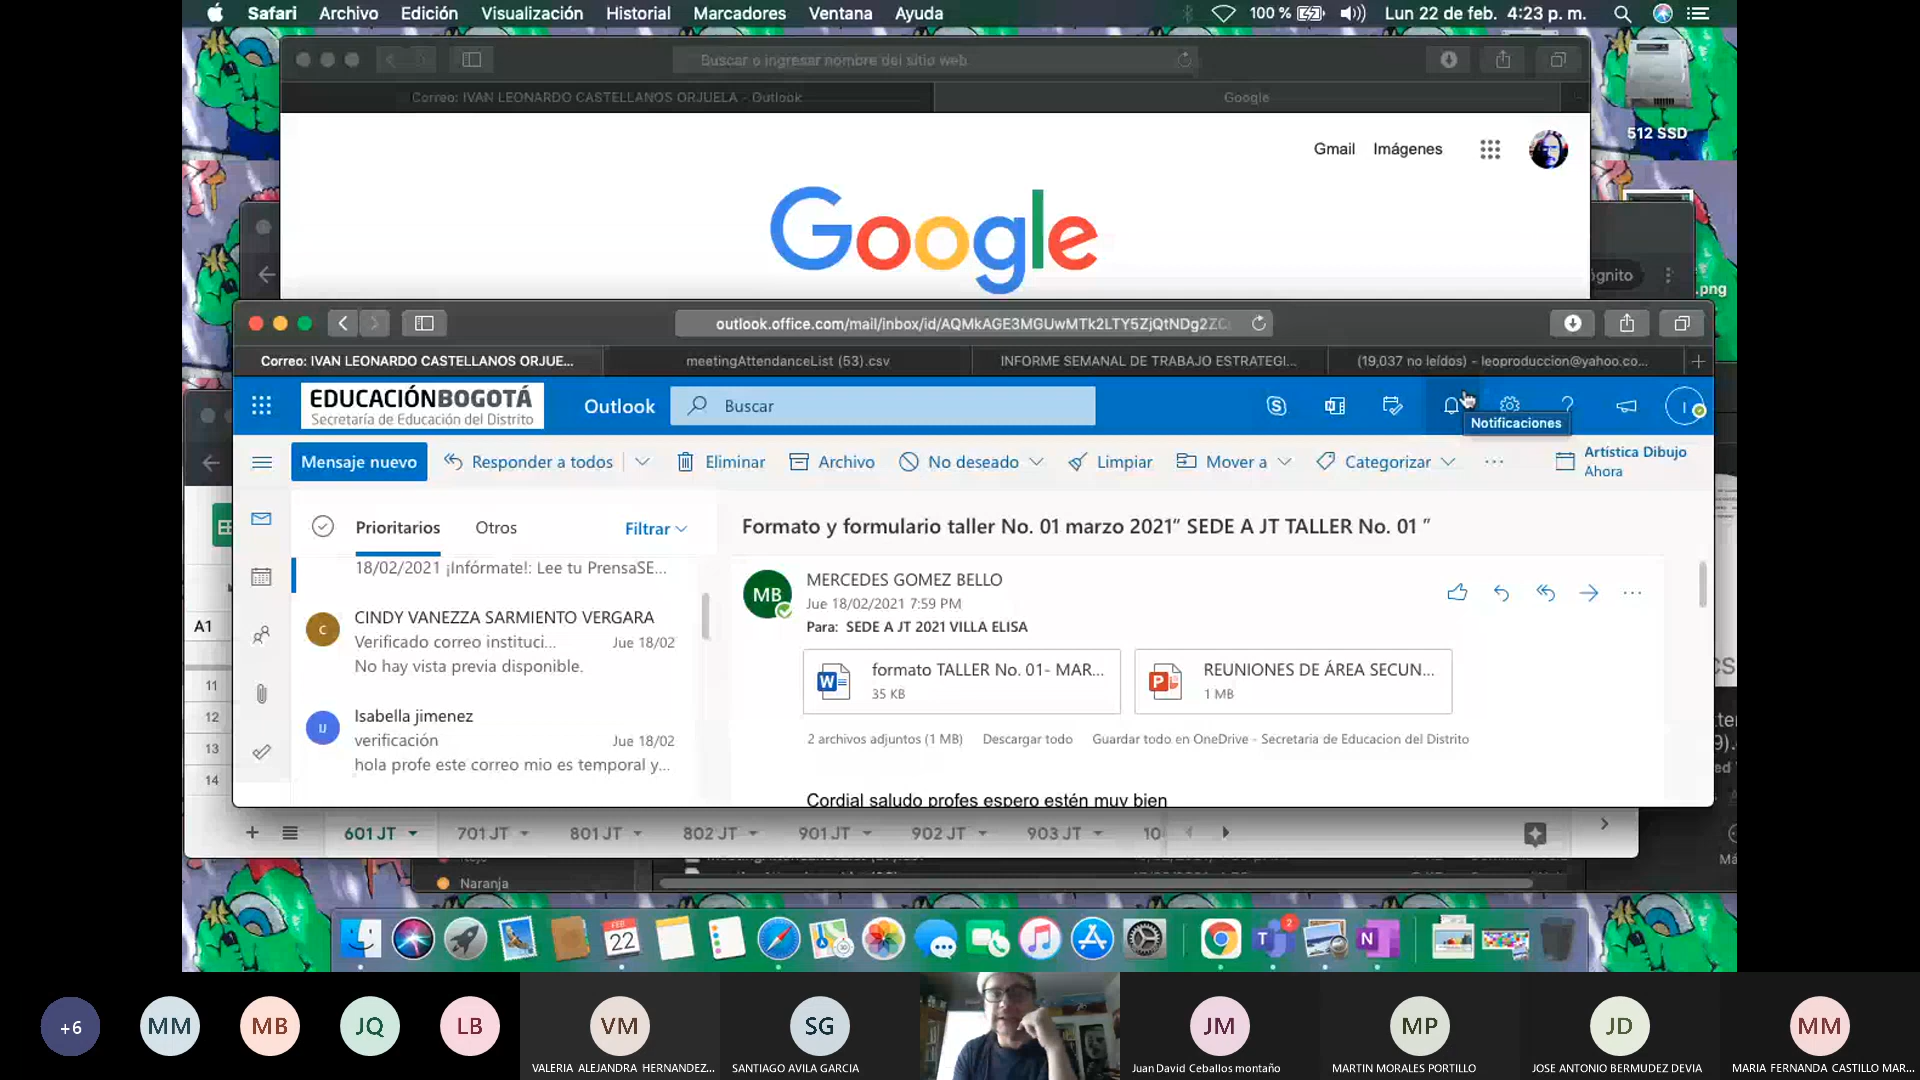 Safari Archivo Edición Visualización Historial Marcadores Ventana Ayuda 100 % Lun 22 de feb. 4:23 p. m.
Buscar o ingresar nombre del sitio web
Correo: IVAN LEONARDO CASTELLANOS ORJUELA - Outlook Google
Gmail Imágenes
512 SSD
Google
.png
outlook.office.com/mail/inbox/id/AQMkAGE3MGUwMTk2LTY5ZjQtNDg2ZC
Correo: IVAN LEONARDO CASTELLANOS ORJUE... meetingAttendanceList (53).csv INFORME SEMANAL DE TRABAJO ESTRATEGI... (19,037 no leídos) - leoproduccion@yahoo.co...
EDUCACIÓNBOGOTÁ
Secretaría de Educación del Distrito
Outlook Buscar
Notificaciones
Mensaje nuevo Responder a todos Eliminar Archivo No deseado Limpiar Mover a Categorizar Artística Dibujo
Ahora
Prioritarios Otros Filtrar
18/02/2021 ¡Infórmate!: Lee tu PrensaSE...
C CINDY VANEZZA SARMIENTO VERGARA
Verificado correo instituci... Jue 18/02
No hay vista previa disponible.
IJ Isabella jimenez
verificación Jue 18/02
hola profe este correo mio es temporal y...
Formato y formulario taller No. 01 marzo 2021” SEDE A JT TALLER No. 01 ”
MB MERCEDES GOMEZ BELLO
Jue 18/02/2021 7:59 PM
Para: SEDE A JT 2021 VILLA ELISA
formato TALLER No. 01- MAR...
35 KB
REUNIONES DE ÁREA SECUN...
1 MB
2 archivos adjuntos (1 MB) Descargar todo Guardar todo en OneDrive - Secretaria de Educacion del Distrito
Cordial saludo profes espero estén muy bien
A1
11
12
13
14
601 JT 701 JT 801 JT 802 JT 901 JT 902 JT 903 JT 10
Naranja
FEB
22
2
+6 MM MB JQ LB VM SG JM MP JD MM
VALERIA ALEJANDRA HERNANDEZ... SANTIAGO AVILA GARCIA Juan David Ceballos montaño MARTIN MORALES PORTILLO JOSE ANTONIO BERMUDEZ DEVIA MARIA FERNANDA CASTILLO MAR...